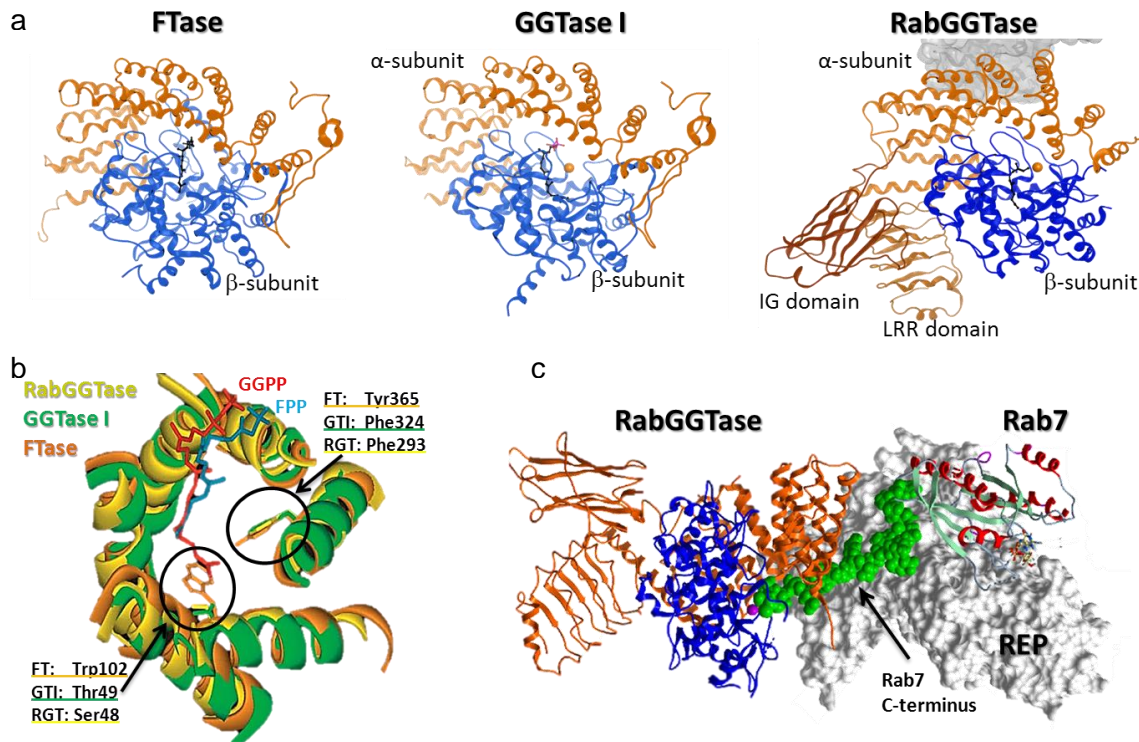 a
FTase
GGTase I
RabGGTase
α-subunit
α-subunit
β-subunit
β-subunit
β-subunit
IG domain
LRR domain
b
RabGGTase
GGTase I
FTase
GGPP
FPP
FT: Tyr365
GTI: Phe324
RGT: Phe293
FT: Trp102
GTI: Thr49
RGT: Ser48
c
RabGGTase
Rab7
REP
Rab7
C-terminus